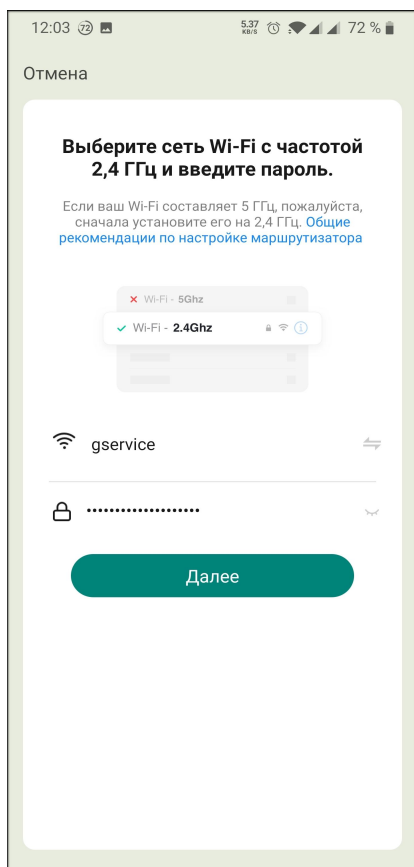 12:03 72 5.37 KB/S 72 %
Отмена
Выберите сеть Wi-Fi с частотой
2,4 ГГц и введите пароль.
Если ваш Wi-Fi составляет 5 ГГц, пожалуйста,
сначала установите его на 2,4 ГГц. Общие
рекомендации по настройке маршрутизатора
Wi-Fi - 5Ghz
Wi-Fi - 2.4Ghz
gservice
••••••••••••••••••••
Далее